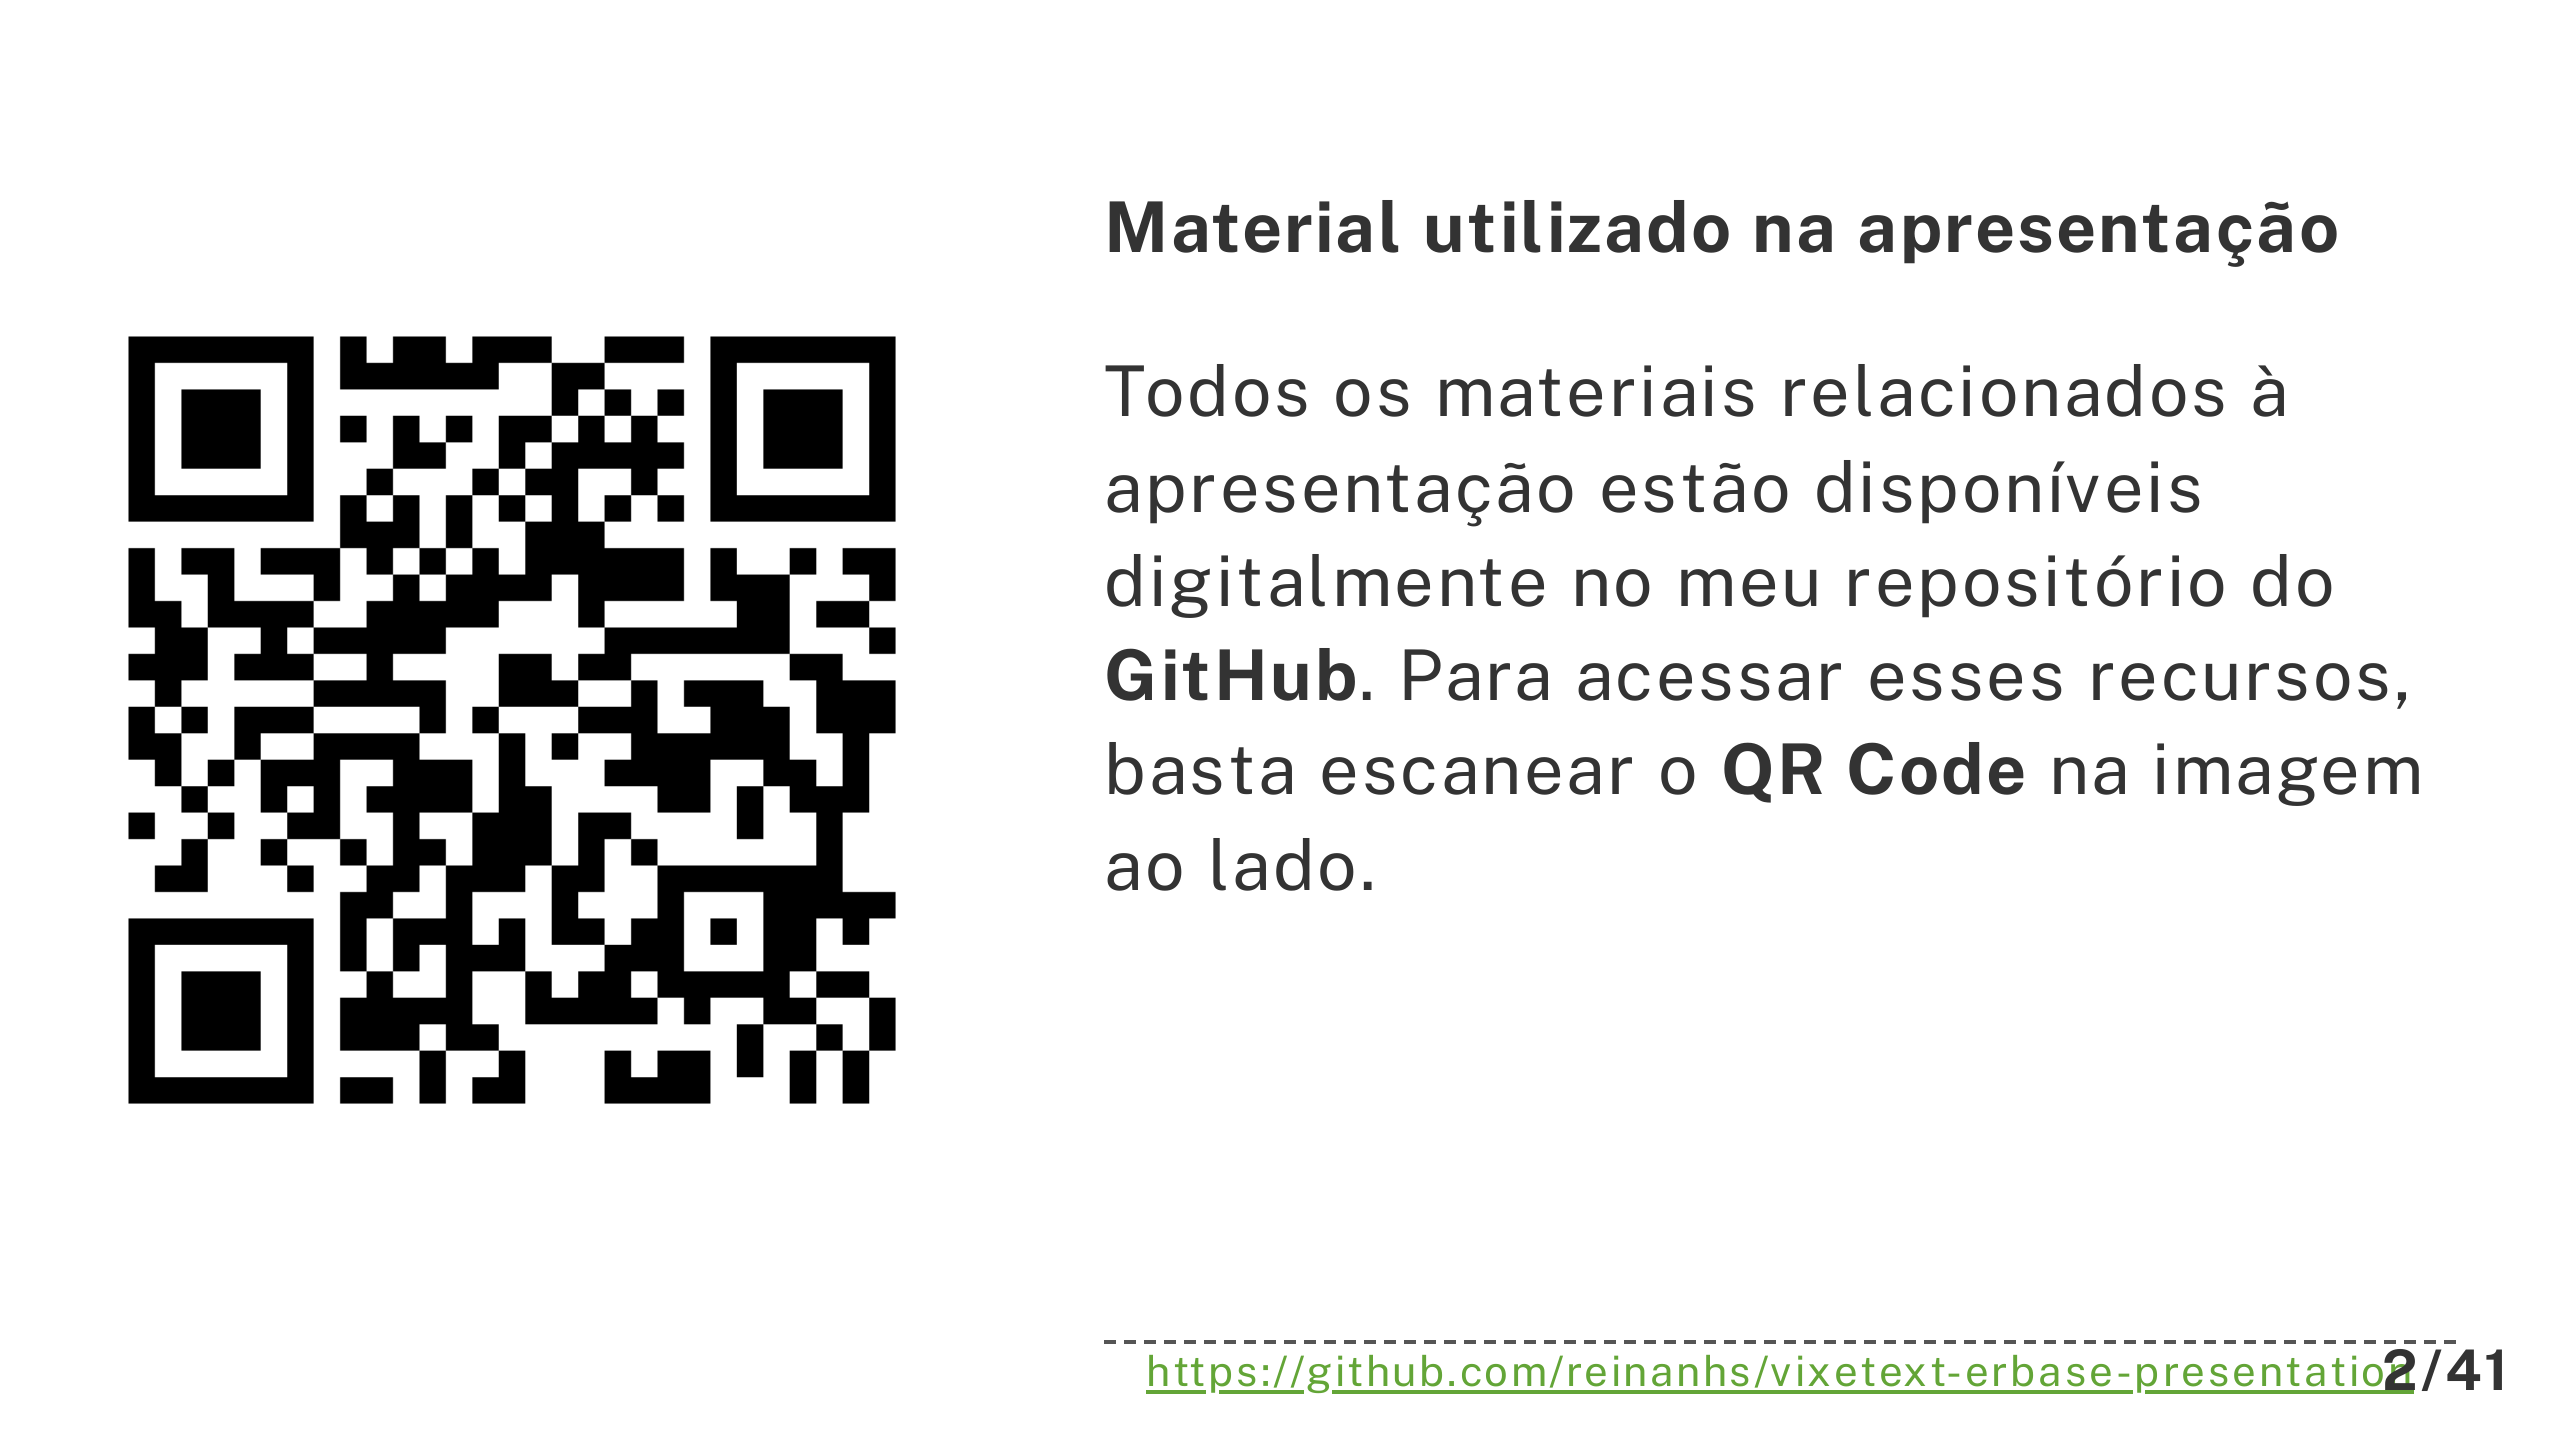 Material utilizado na apresentação
Todos os materiais relacionados à
apresentação estão disponíveis
digitalmente no meu repositório do
GitHub. Para acessar esses recursos,
basta escanear o QR Code na imagem
ao lado.
https://github.com/reinanhs/vixetext-erbase-presentation
2/41